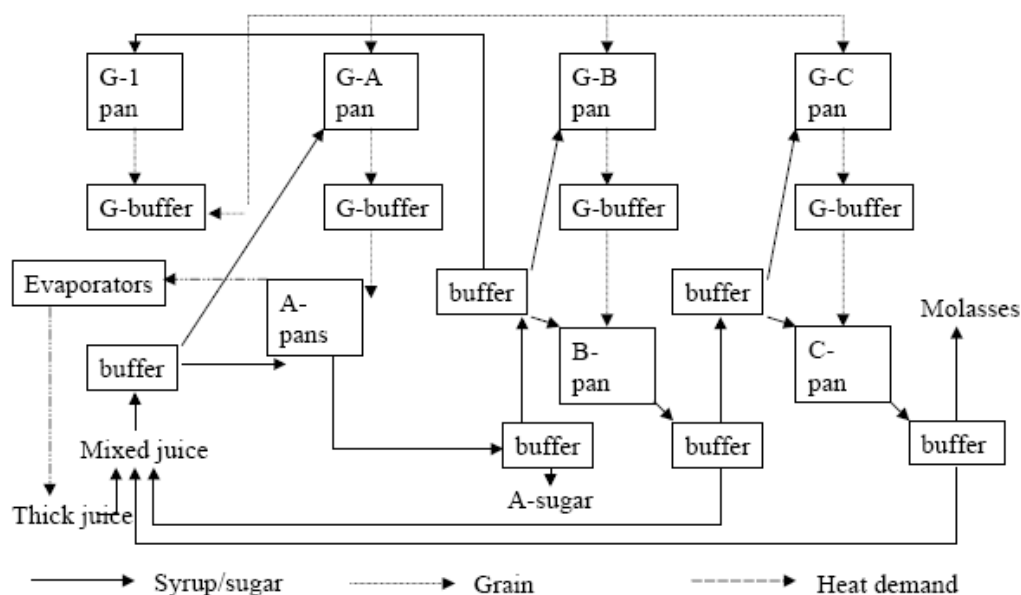 G-1
pan
G-A
pan
G-B
pan
G-C
pan
G-buffer
G-buffer
G-buffer
G-buffer
Evaporators
A-
pans
buffer
buffer
Molasses
buffer
B-
pan
C-
pan
Mixed juice
buffer
buffer
buffer
Thick juice
A-sugar
Syrup/sugar
Grain
Heat demand